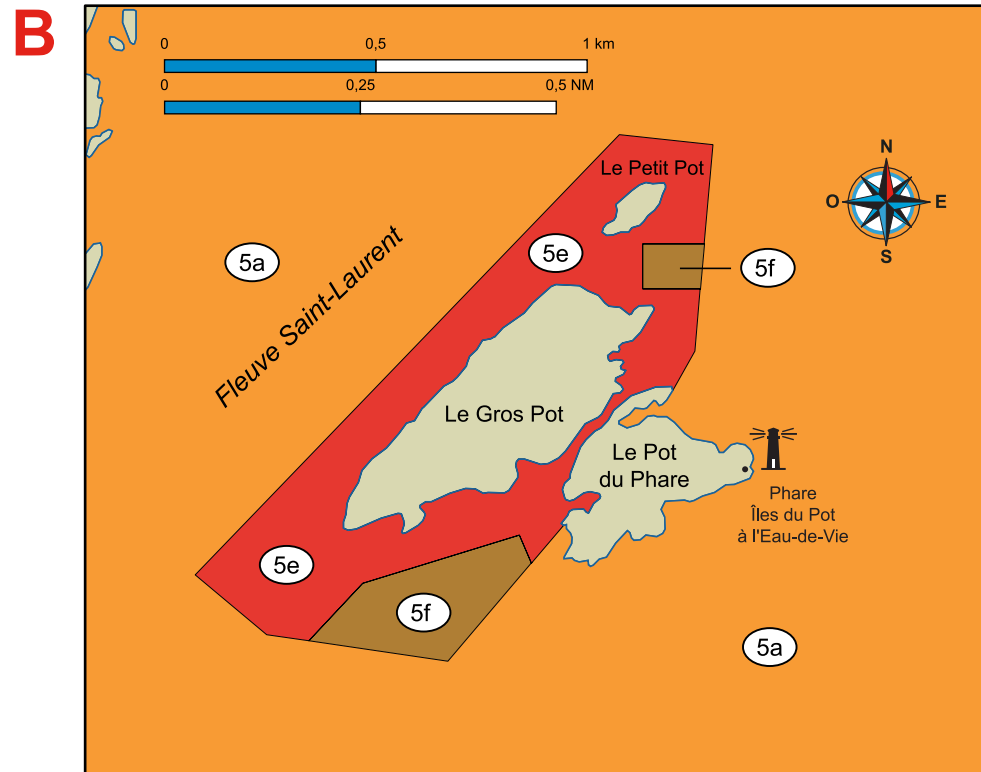 B
0 0,5 1 km
0 0,25 0,5 NM
Le Petit Pot
N
O E
S
5a
5e
5f
Fleuve Saint-Laurent
Le Gros Pot
Le Pot
du Phare
Phare
Îles du Pot
à l'Eau-de-Vie
5e
5f
5a